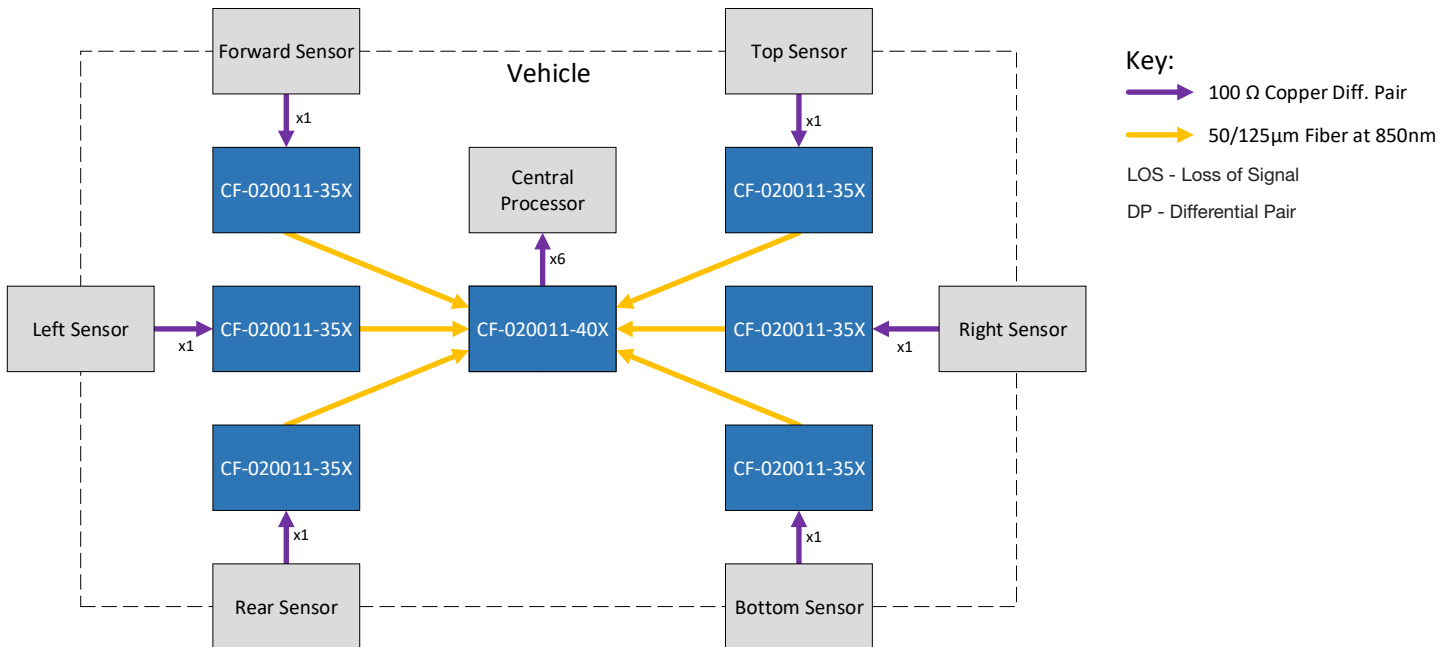 Forward Sensor
Top Sensor
Vehicle
Key:
100 Ω Copper Diff. Pair
x1
x1
50/125µm Fiber at 850nm
CF-020011-35X
Central
Processor
CF-020011-35X
LOS - Loss of Signal
DP - Differential Pair
x6
Left Sensor
x1
CF-020011-35X
CF-020011-40X
CF-020011-35X
x1
Right Sensor
CF-020011-35X
CF-020011-35X
x1
x1
Rear Sensor
Bottom Sensor